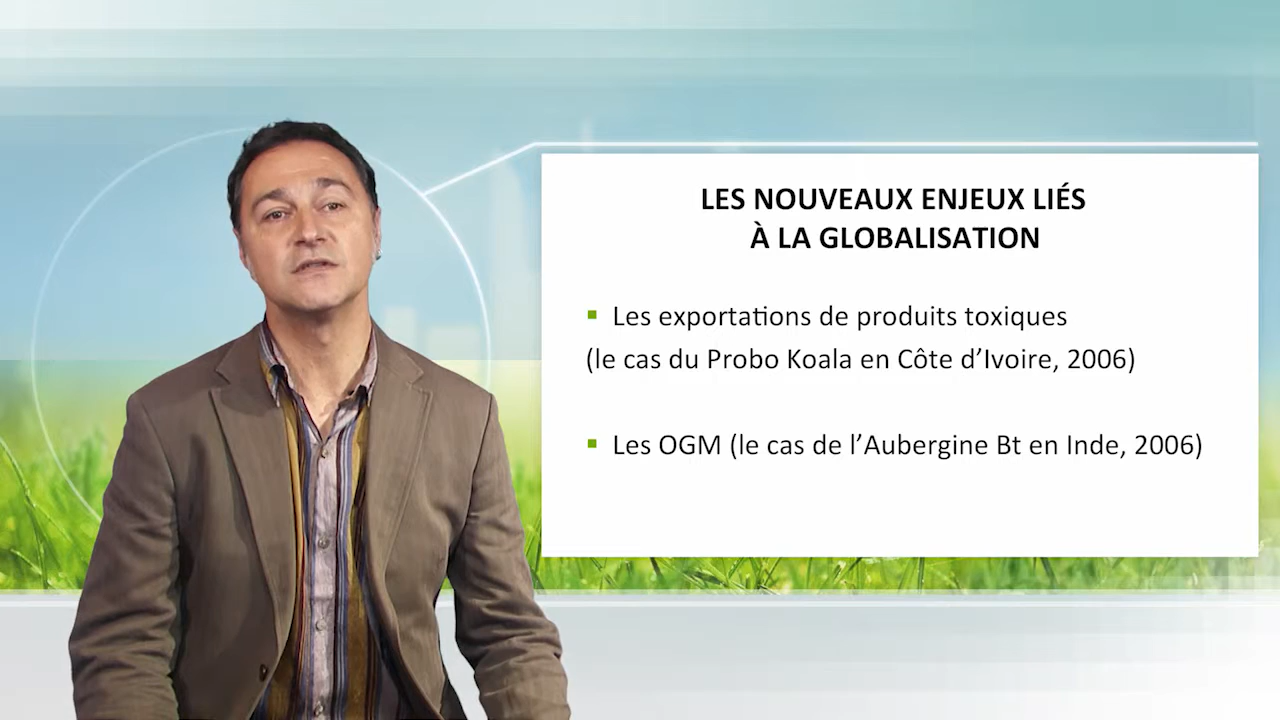 LES NOUVEAUX ENJEUX LIÉS
À LA GLOBALISATION
▪ Les exportations de produits toxiques
(le cas du Probo Koala en Côte d’Ivoire, 2006)
▪ Les OGM (le cas de l’Aubergine Bt en Inde, 2006)